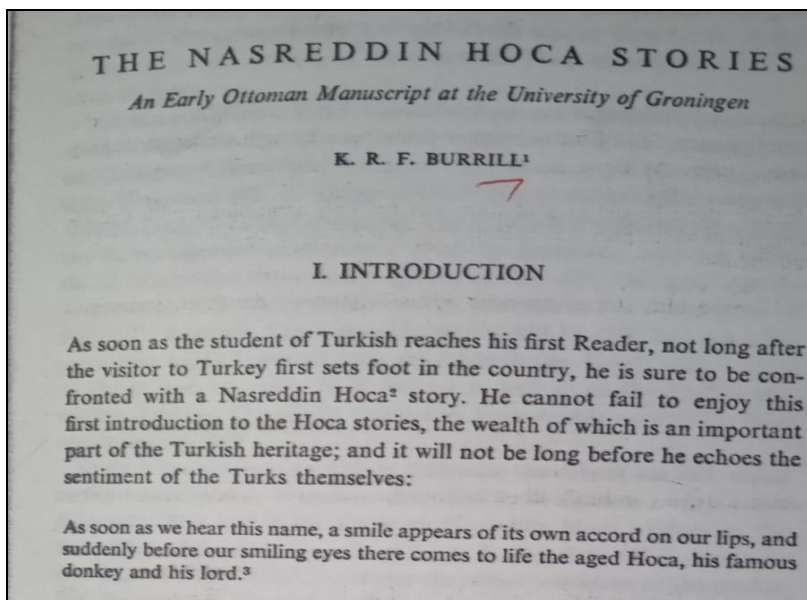 THE NASREDDIN HOCA STORIES
An Early Ottoman Manuscript at the University of Groningen
K. R. F. BURRILL¹
I. INTRODUCTION
As soon as the student of Turkish reaches his first Reader, not long after
the visitor to Turkey first sets foot in the country, he is sure to be con-
fronted with a Nasreddin Hoca² story. He cannot fail to enjoy this
first introduction to the Hoca stories, the wealth of which is an important
part of the Turkish heritage; and it will not be long before he echoes the
sentiment of the Turks themselves:
As soon as we hear this name, a smile appears of its own accord on our lips, and
suddenly before our smiling eyes there comes to life the aged Hoca, his famous
donkey and his lord.³